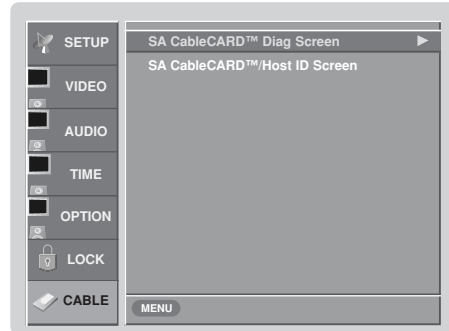 SETUP
VIDEO
AUDIO
TIME
OPTION
LOCK
CABLE
SA CableCARD™ Diag Screen
SA CableCARD™/Host ID Screen
MENU